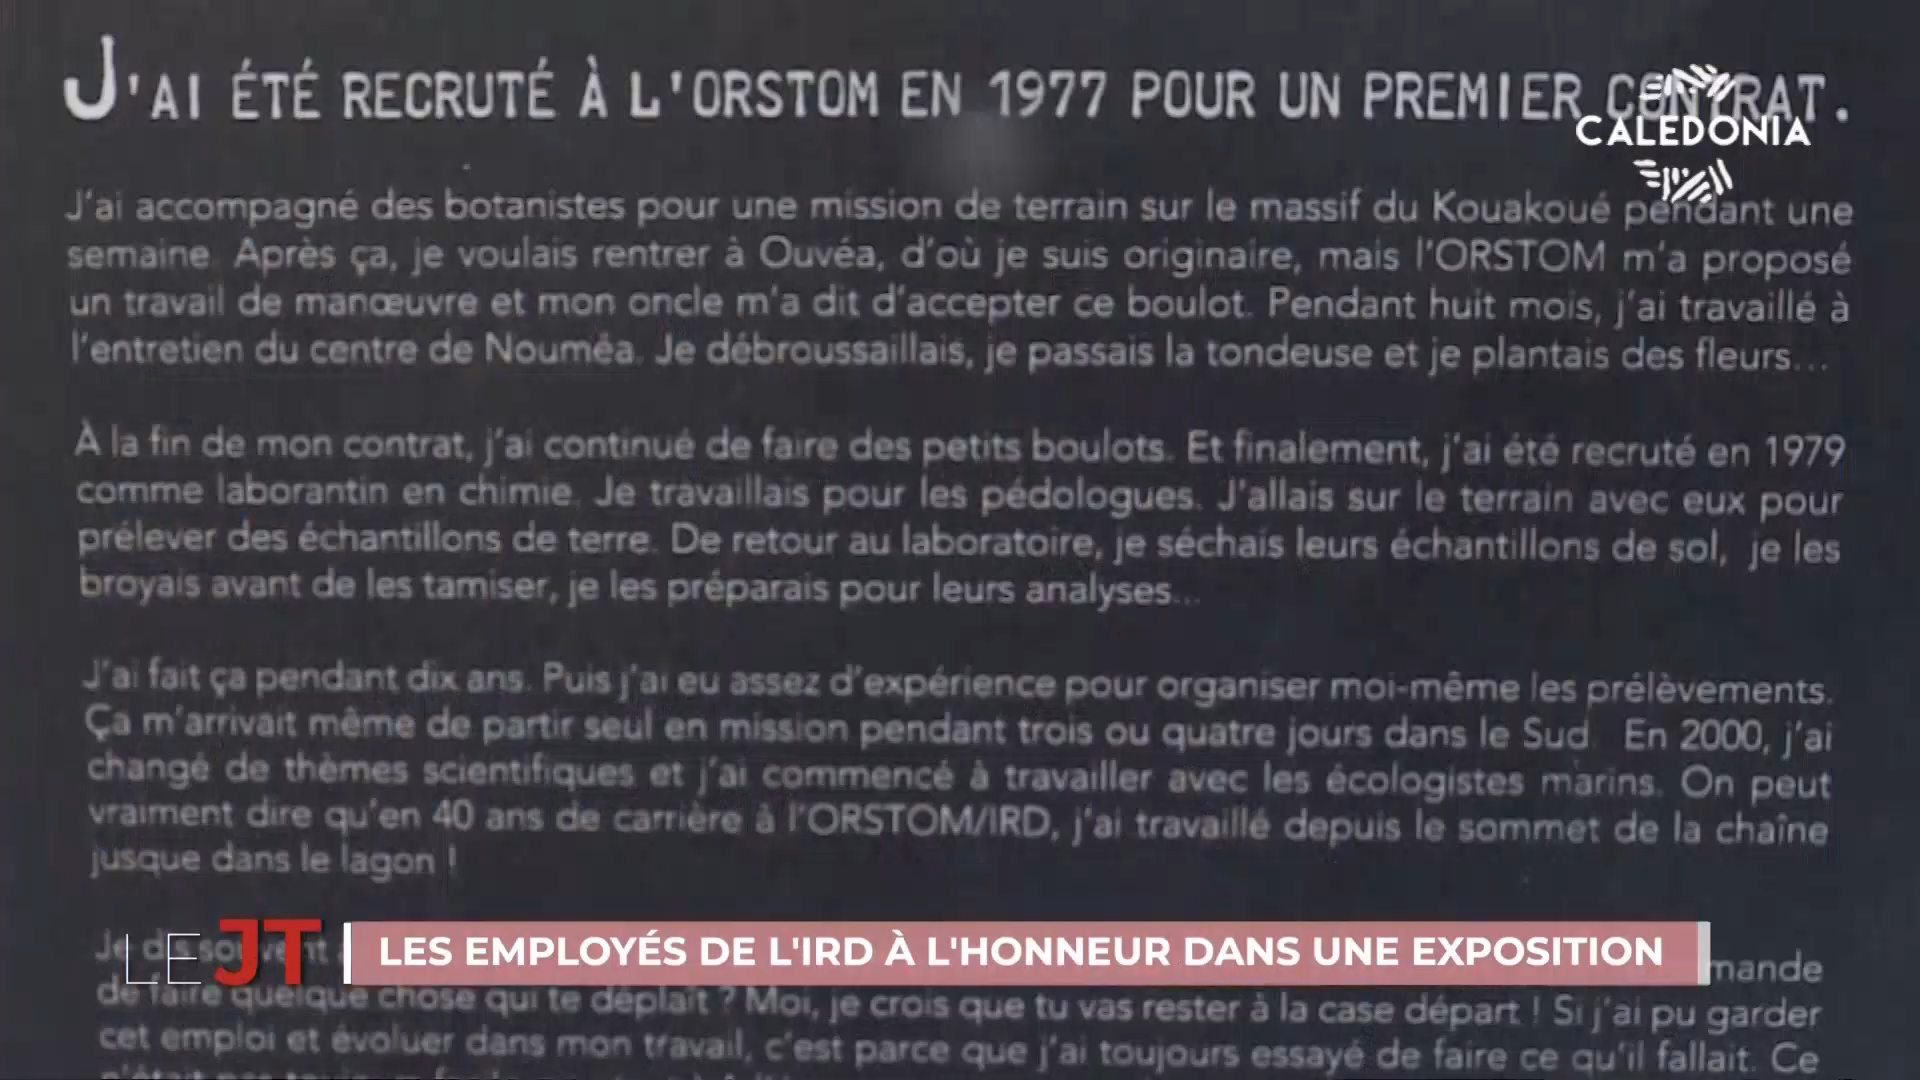 J'AI ÉTÉ RECRUTÉ À L'ORSTOM EN 1977 POUR UN PREMIER CONTRAT.
CALEDONIA
J'ai accompagné des botanistes pour une mission de terrain sur le massif du Kouakoué pendant une
semaine. Après ça, je voulais rentrer à Ouvéa, d'où je suis originaire, mais l'ORSTOM m'a proposé
un travail de manœuvre et mon oncle m'a dit d'accepter ce boulot. Pendant huit mois, j'ai travaillé à
l'entretien du centre de Nouméa. Je débroussaillais, je passais la tondeuse et je plantais des fleurs...
À la fin de mon contrat, j'ai continué de faire des petits boulots. Et finalement, j'ai été recruté en 1979
comme laborantin en chimie. Je travaillais pour les pédologues. J'allais sur le terrain avec eux pour
prélever des échantillons de terre. De retour au laboratoire, je séchais leurs échantillons de sol, je les
broyais avant de les tamiser, je les préparais pour leurs analyses...
J'ai fait ça pendant dix ans. Puis j'ai eu assez d'expérience pour organiser moi-même les prélèvements.
Ça m'arrivait même de partir seul en mission pendant trois ou quatre jours dans le Sud. En 2000, j'ai
changé de thèmes scientifiques et j'ai commencé à travailler avec les écologistes marins. On peut
vraiment dire qu'en 40 ans de carrière à l'ORSTOM/IRD, j'ai travaillé depuis le sommet de la chaîne
jusque dans le lagon !
Je dis souvent
LE JT LES EMPLOYÉS DE L'IRD À L'HONNEUR DANS UNE EXPOSITION
mande
de faire quelque chose qui te déplaît ? Moi, je crois que tu vas rester à la case départ ! Si j'ai pu garder
cet emploi et évoluer dans mon travail, c'est parce que j'ai toujours essayé de faire ce qu'il fallait. Ce